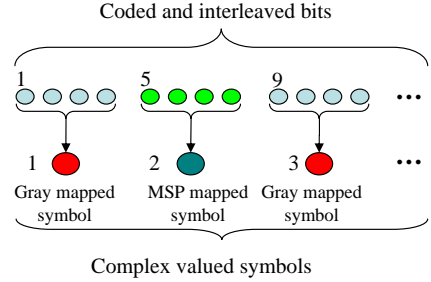 Coded and interleaved bits
1 5 9
...
1 2 3
...
Gray mapped MSP mapped Gray mapped
symbol symbol symbol
Complex valued symbols